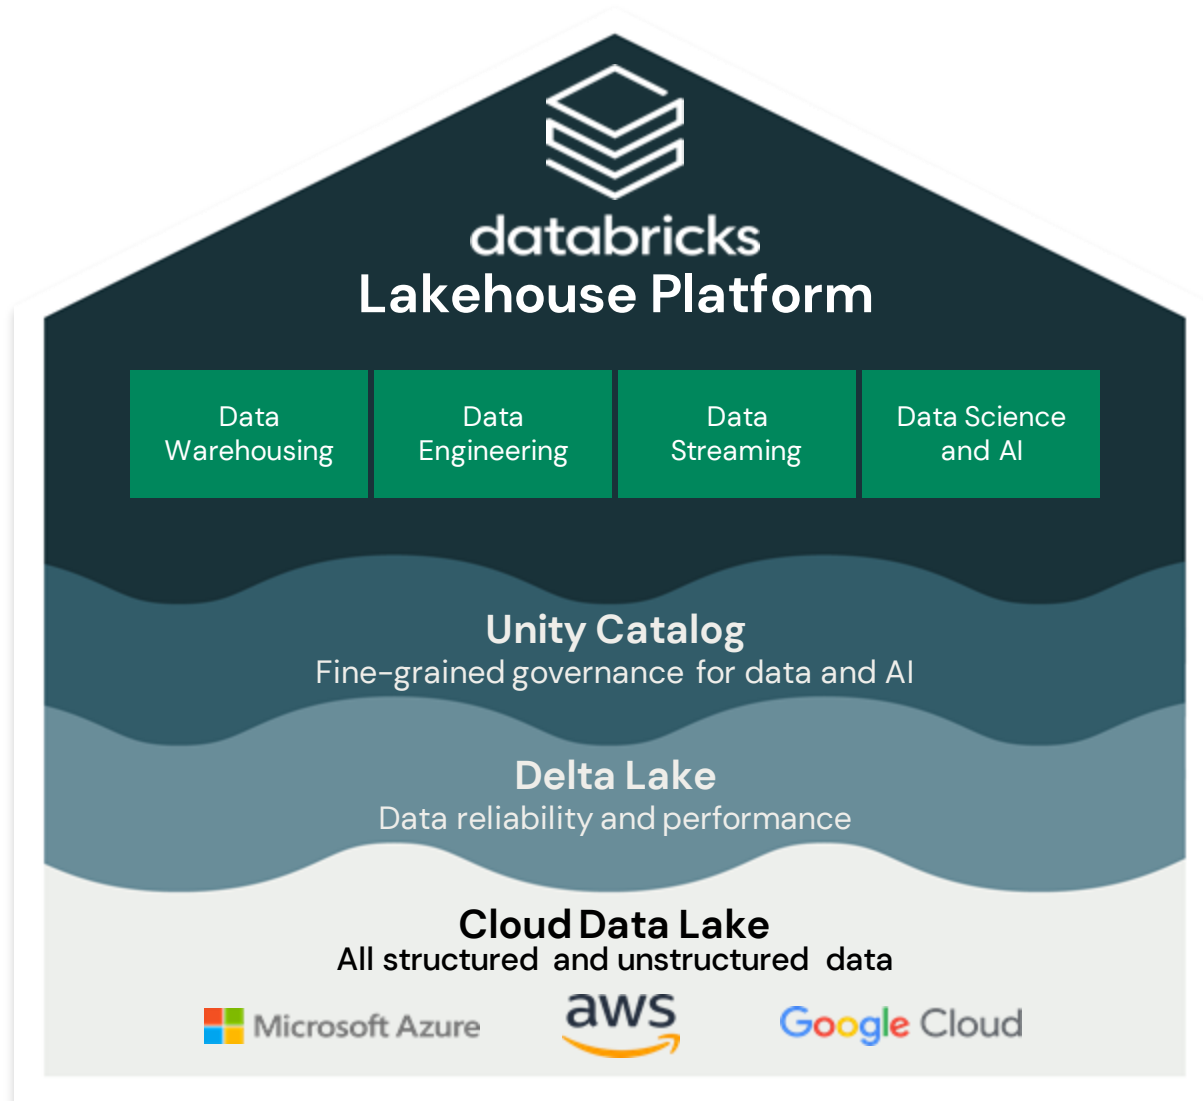 databricks
Lakehouse Platform
Data
Warehousing
Data
Engineering
Data
Streaming
Data Science
and AI
Unity Catalog
Fine-grained governance for data and AI
Delta Lake
Data reliability and performance
Cloud Data Lake
All structured and unstructured data
Microsoft Azure
aws
Google Cloud